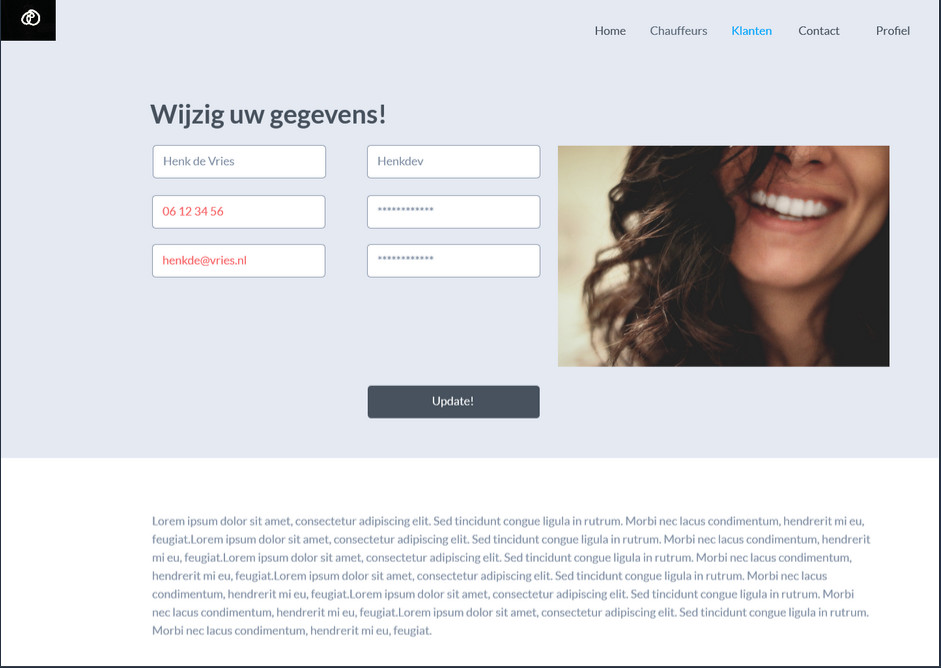 Home Chauffeurs Klanten Contact Profiel
Wijzig uw gegevens!
Henk de Vries Henkdev
06 12 34 56 ************
henkde@vries.nl ************
Update!
Lorem ipsum dolor sit amet, consectetur adipiscing elit. Sed tincidunt congue ligula in rutrum. Morbi nec lacus condimentum, hendrerit mi eu,
feugiat.Lorem ipsum dolor sit amet, consectetur adipiscing elit. Sed tincidunt congue ligula in rutrum. Morbi nec lacus condimentum, hendrerit
mi eu, feugiat.Lorem ipsum dolor sit amet, consectetur adipiscing elit. Sed tincidunt congue ligula in rutrum. Morbi nec lacus condimentum,
hendrerit mi eu, feugiat.Lorem ipsum dolor sit amet, consectetur adipiscing elit. Sed tincidunt congue ligula in rutrum. Morbi nec lacus
condimentum, hendrerit mi eu, feugiat.Lorem ipsum dolor sit amet, consectetur adipiscing elit. Sed tincidunt congue ligula in rutrum. Morbi
nec lacus condimentum, hendrerit mi eu, feugiat.Lorem ipsum dolor sit amet, consectetur adipiscing elit. Sed tincidunt congue ligula in rutrum.
Morbi nec lacus condimentum, hendrerit mi eu, feugiat.